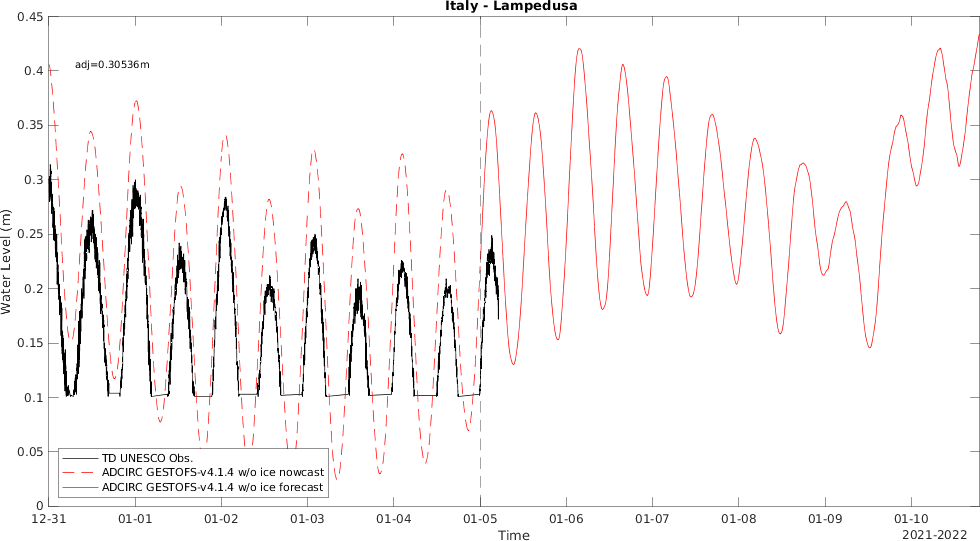 Italy - Lampedusa
0.45
adj=0.30536m
0.4
0.35
0.3
0.25
0.2
0.15
0.1
0.05
0
Water Level (m)
TD UNESCO Obs.
ADCIRC GESTOFS-v4.1.4 w/o ice nowcast
ADCIRC GESTOFS-v4.1.4 w/o ice forecast
12-31 01-01 01-02 01-03 01-04 01-05 01-06 01-07 01-08 01-09 01-10
Time
2021-2022